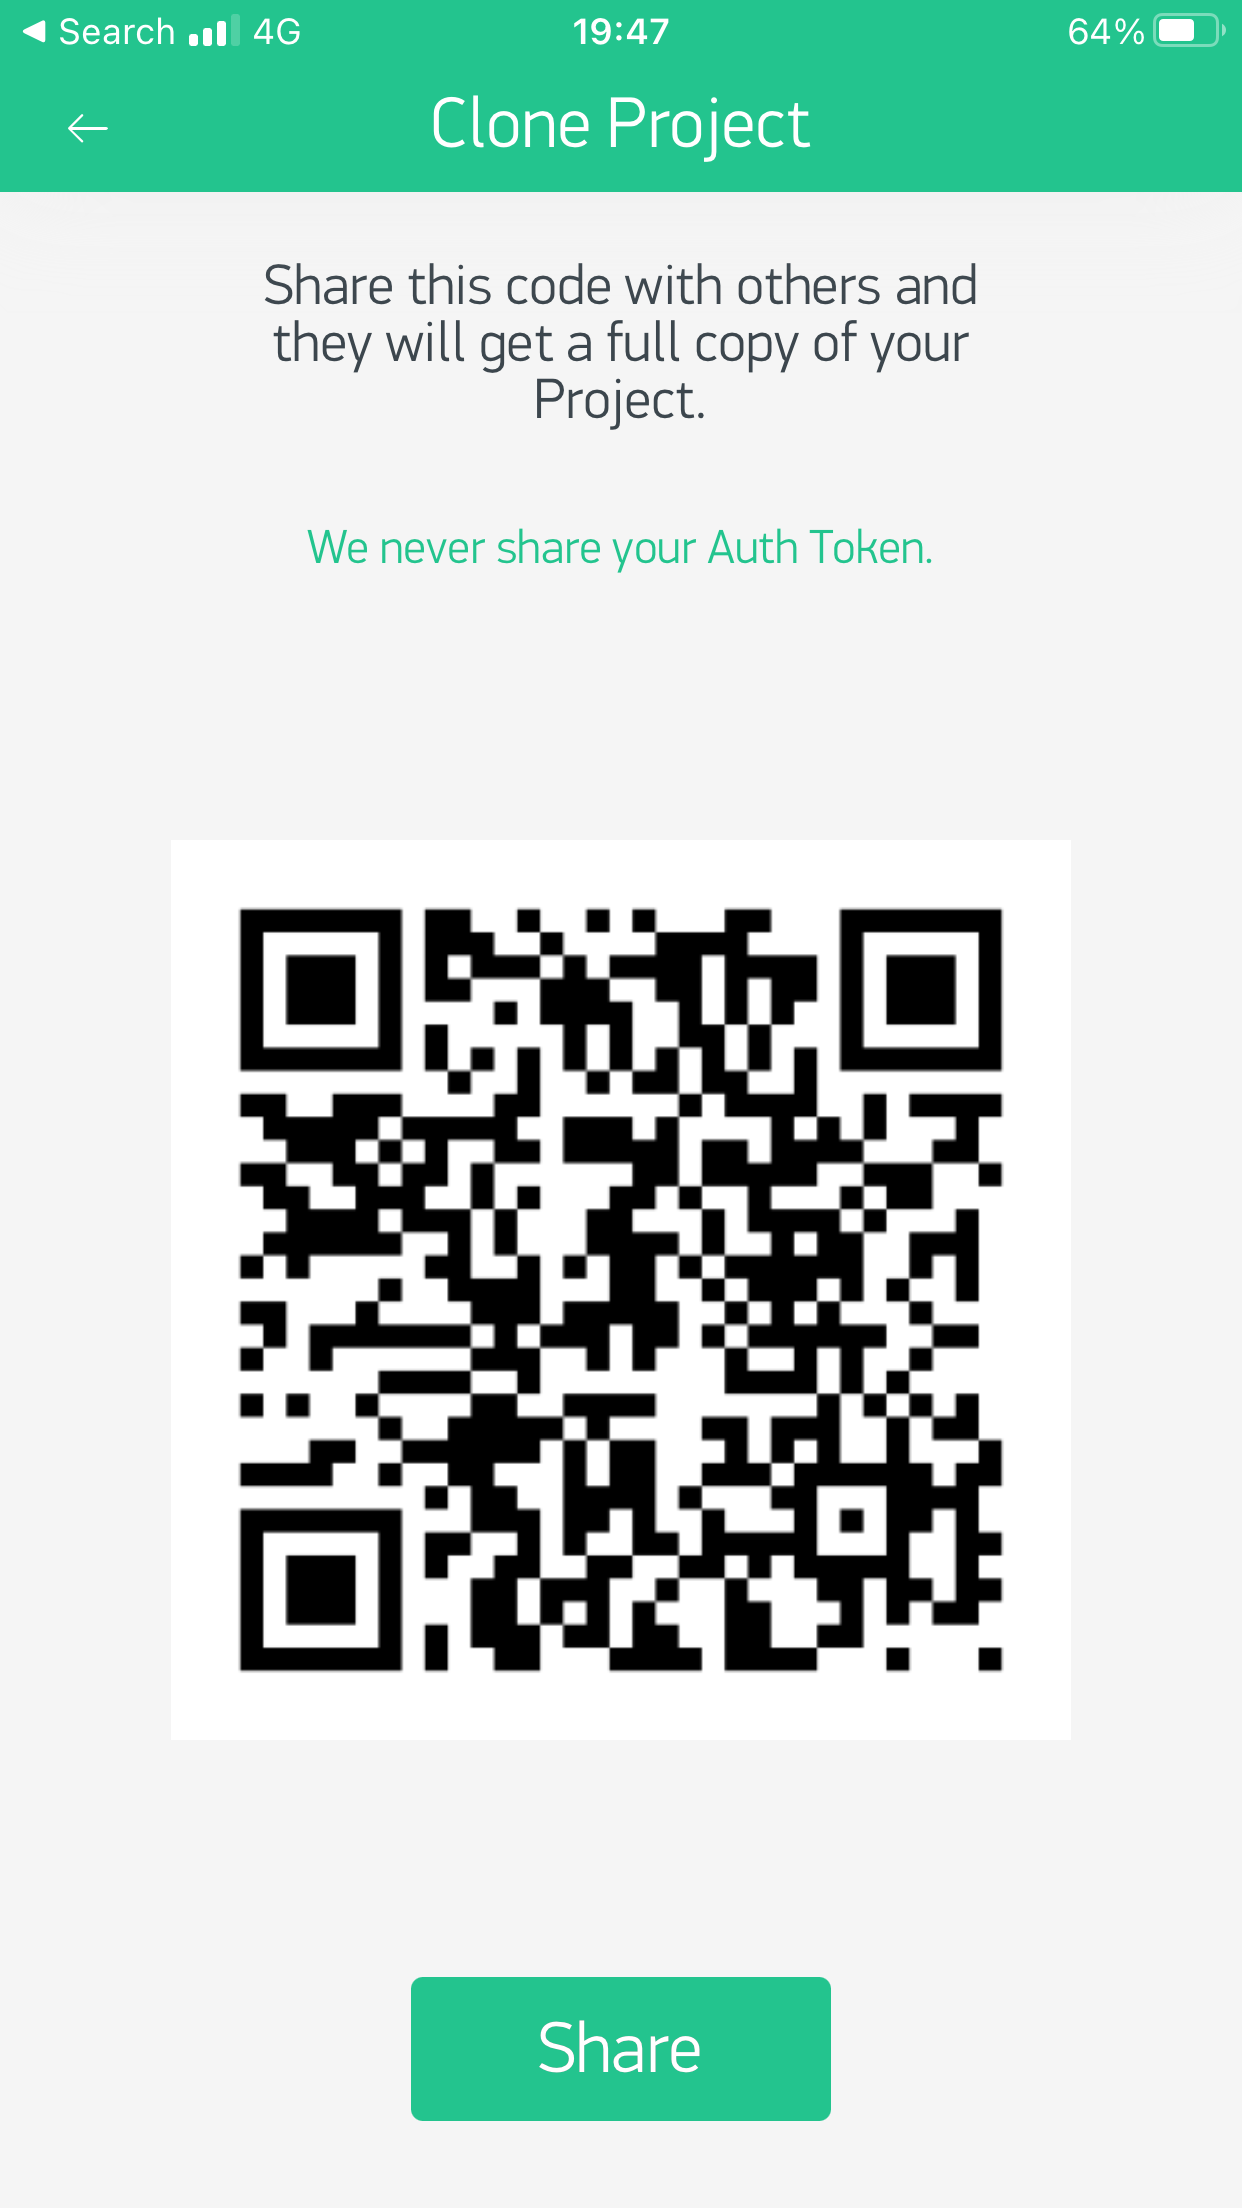 Search 4G 19:47 64%
Clone Project
Share this code with others and
they will get a full copy of your
Project.
We never share your Auth Token.
Share